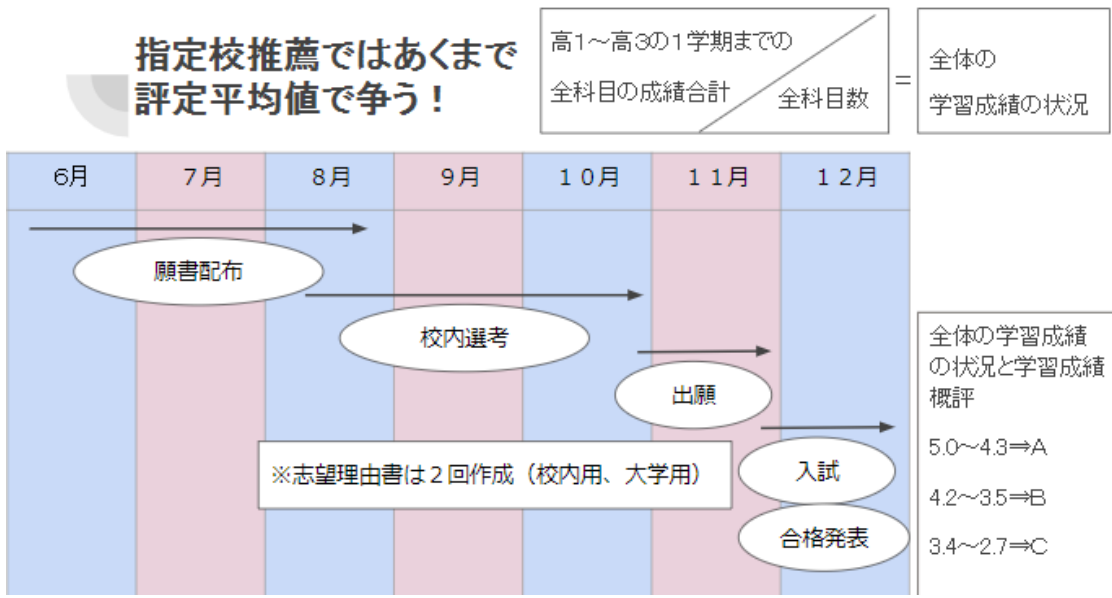 指定校推薦ではあくまで
評定平均値で争う！
高1～高3の1学期までの
全科目の成績合計
全科目数
=
全体の
学習成績の状況
6月
７月
８月
９月
１０月
１１月
１２月
願書配布
校内選考
出願
※志望理由書は２回作成（校内用、大学用）
入試
合格発表
全体の学習成績
の状況と学習成績
概評
5.0～4.3⇒A
4.2～3.5⇒B
3.4～2.7⇒C